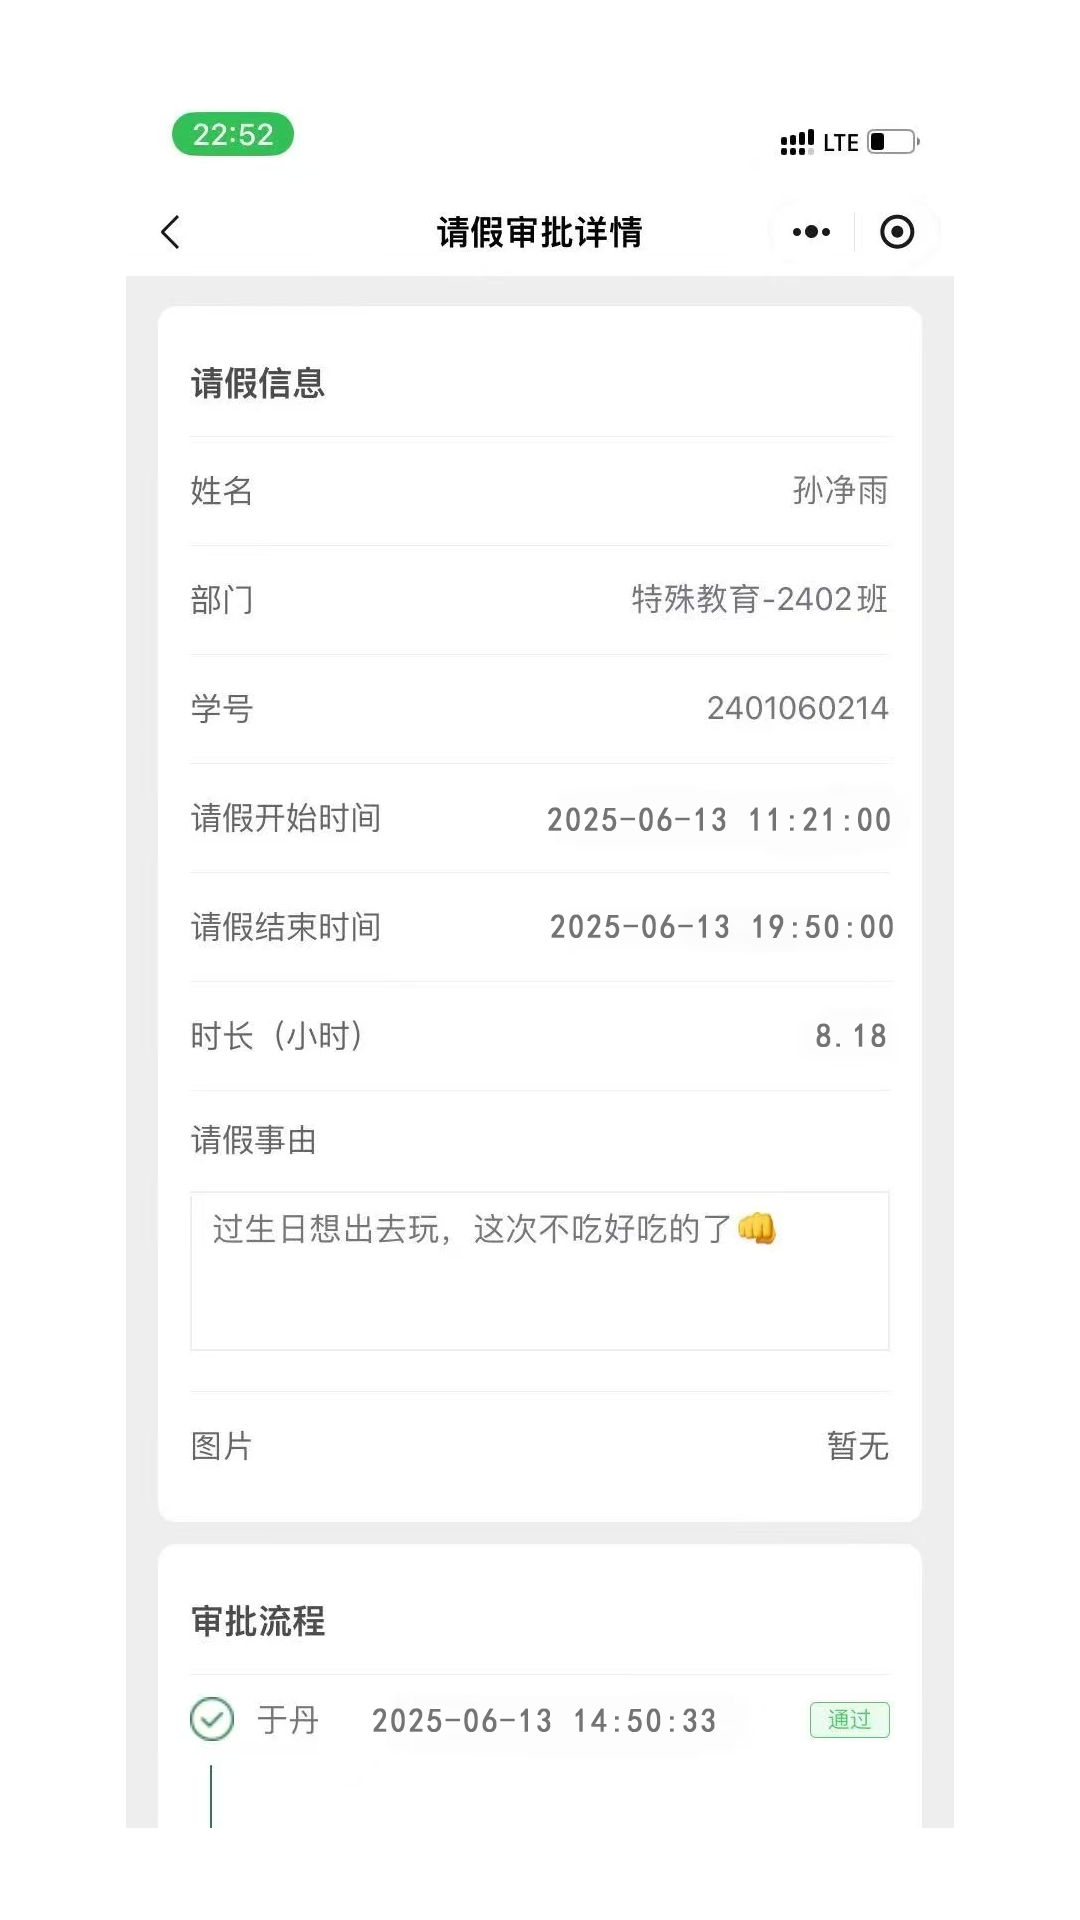 22:52
LTE
请假审批详情
请假信息
姓名 孙净雨
部门 特殊教育-2402班
学号 2401060214
请假开始时间 2025-06-13 11:21:00
请假结束时间 2025-06-13 19:50:00
时长（小时） 8.18
请假事由
过生日想出去玩，这次不吃好吃的了👊
图片 暂无
审批流程
于丹 2025-06-13 14:50:33 通过